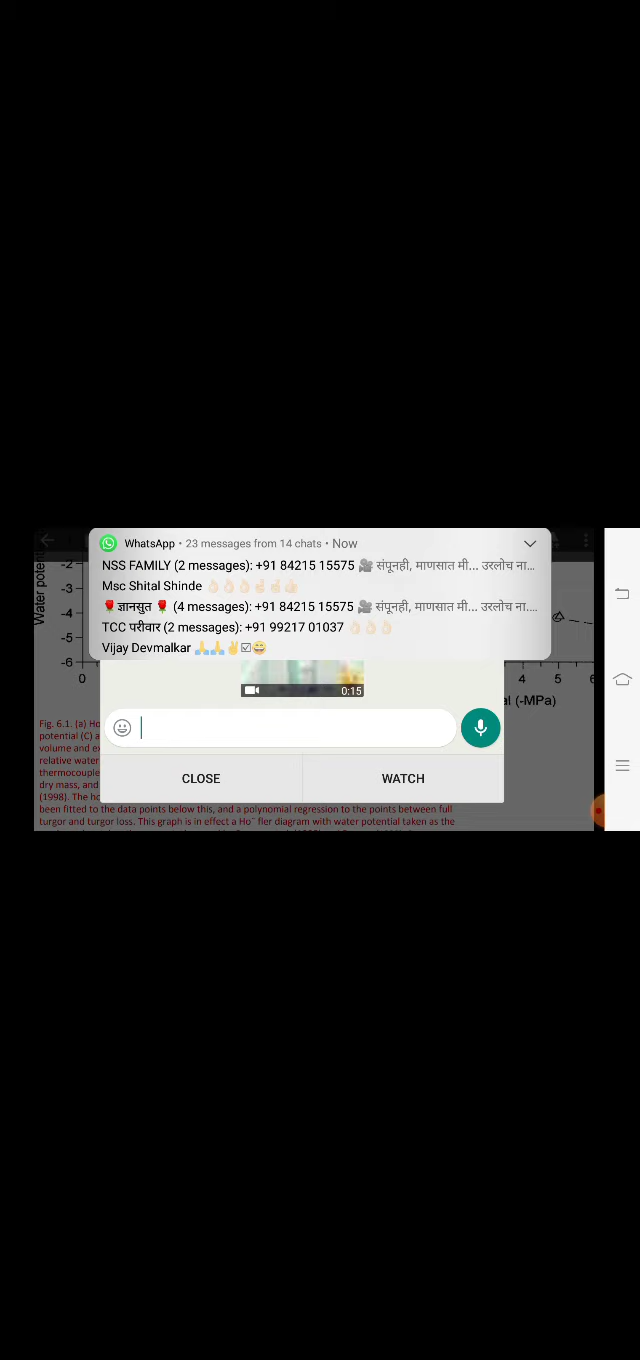 WhatsApp • 23 messages from 14 chats • Now
NSS FAMILY (2 messages): +91 84215 15575 🎥 संपूनही, माणसात मी... उरलोच ना...
Msc Shital Shinde 👌🏻👌🏻👌🏻☝🏻☝🏻👍🏻
🌹ज्ञानसुत 🌹 (4 messages): +91 84215 15575 🎥 संपूनही, माणसात मी... उरलोच ना....
TCC परीवार (2 messages): +91 99217 01037 👌🏻👌🏻👌🏻
Vijay Devmalkar 🙏🙏✌☑😄
Water poten
-2
-3
-4
-5
-6
0
4
5
6
al (-MPa)
0:15
CLOSE
WATCH
Fig. 6.1. (a) Ho
potential (C) a
volume and ex
relative water
thermocouple
dry mass, and
(1998). The ho
been fitted to the data points below this, and a polynomial regression to the points between full
turgor and turgor loss. This graph is in effect a Ho¨ fler diagram with water potential taken as the